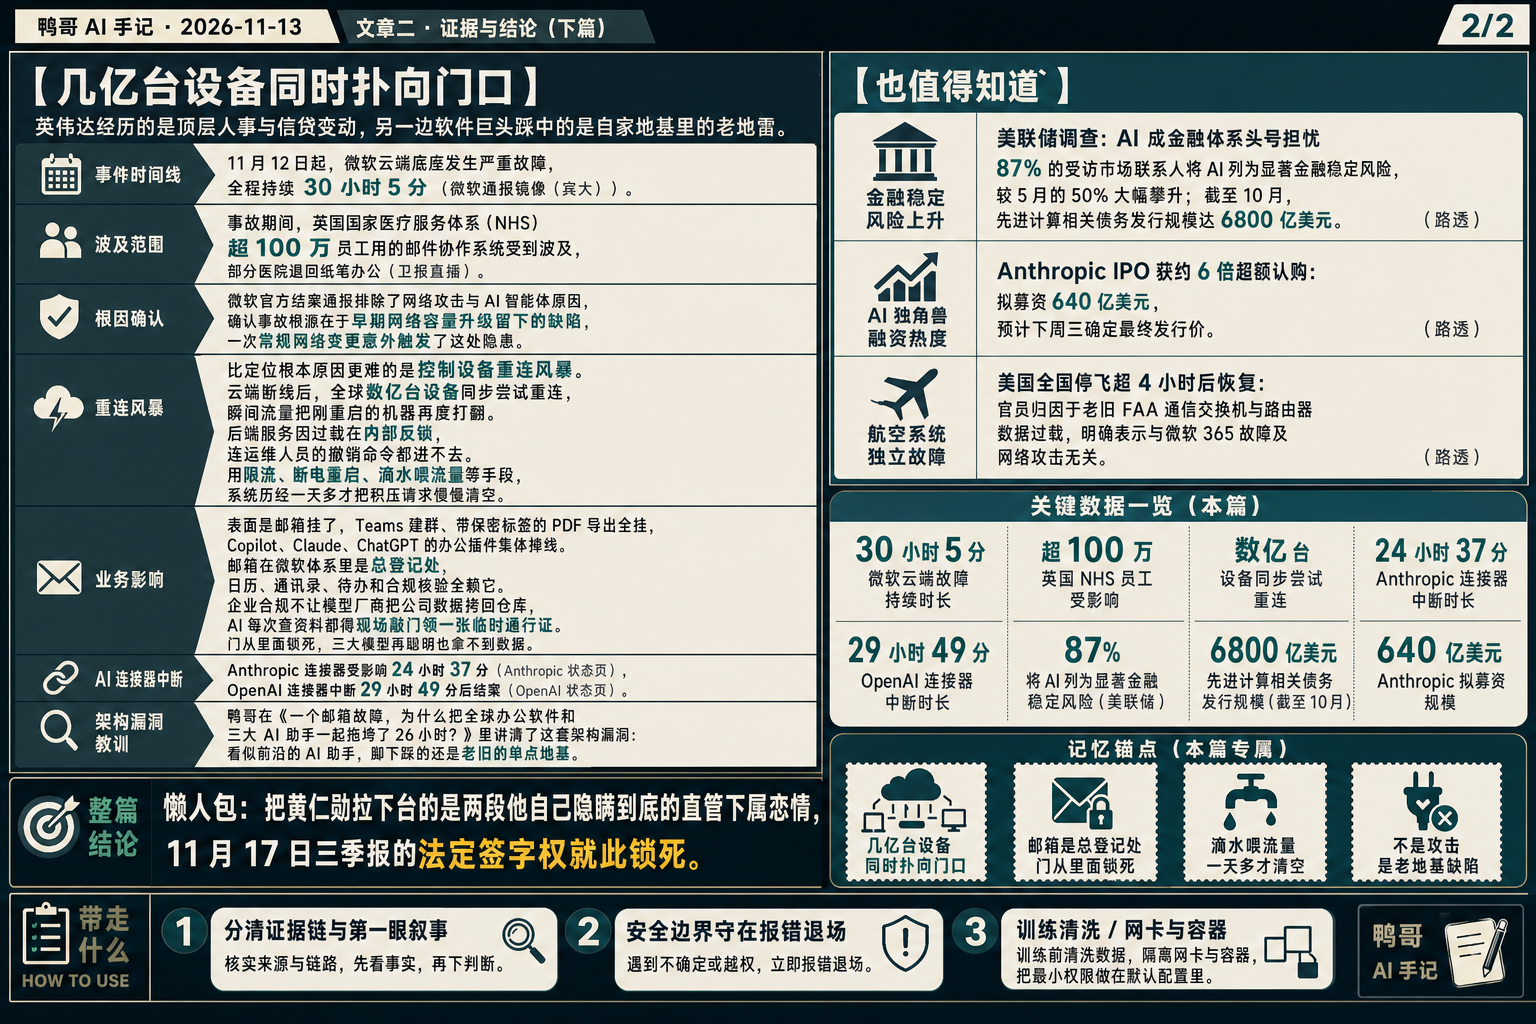 鸭哥 AI 手记 · 2026-11-13
文章二 · 证据与结论（下篇）
2/2
【几亿台设备同时扑向门口】
英伟达经历的是顶层人事与信贷变动，另一边软件巨头踩中的是自家地基里的老地雷。
事件时间线
11 月 12 日起，微软云端底座发生严重故障，
全程持续 30 小时 5 分（微软通报镜像（宾大））。
波及范围
事故期间，英国国家医疗服务体系（NHS）
超 100 万 员工用的邮件协作系统受到波及，
部分医院退回纸笔办公（卫报直播）。
根因确认
微软官方结案通报排除了网络攻击与 AI 智能体原因，
确认事故根源在于早期网络容量升级留下的缺陷，
一次常规网络变更意外触发了这处隐患。
重连风暴
比定位根本原因更难的是控制设备重连风暴。
云端断线后，全球数亿台设备同步尝试重连，
瞬间流量把刚重启的机器再度打翻。
后端服务因过载在内部反锁，
连运维人员的撤销命令都进不去。
用限流、断电重启、滴水喂流量等手段，
系统历经一天多才把积压请求慢慢清空。
业务影响
表面是邮箱挂了，Teams 建群、带保密标签的 PDF 导出全挂，
Copilot、Claude、ChatGPT 的办公插件集体掉线。
邮箱在微软体系里是总登记处，
日历、通讯录、待办和合规核验全赖它。
企业合规不让模型厂商把公司数据拷回仓库，
AI 每次查资料都得现场敲门领一张临时通行证。
门从里面锁死，三大模型再聪明也拿不到数据。
AI 连接器中断
Anthropic 连接器受影响 24 小时 37 分（Anthropic 状态页），
OpenAI 连接器中断 29 小时 49 分后结案（OpenAI 状态页）。
架构漏洞
教训
鸭哥在《一个邮箱故障，为什么把全球办公软件和
三大 AI 助手一起拖垮了 26 小时？》里讲清了这套架构漏洞：
看似前沿的 AI 助手，脚下踩的还是老旧的单点地基。
整篇
结论
懒人包：把黄仁勋拉下台的是两段他自己隐瞒到底的直管下属恋情，
11 月 17 日三季报的法定签字权就此锁死。
【也值得知道`】
金融稳定
风险上升
美联储调查：AI 成金融体系头号担忧
87% 的受访市场联系人将 AI 列为显著金融稳定风险，
较 5 月的 50% 大幅攀升；截至 10 月，
先进计算相关债务发行规模达 6800 亿美元。（路透）
AI 独角兽
融资热度
Anthropic IPO 获约 6 倍超额认购：
拟募资 640 亿美元，
预计下周三确定最终发行价。（路透）
航空系统
独立故障
美国全国停飞超 4 小时后恢复：
官员归因于老旧 FAA 通信交换机与路由器
数据过载，明确表示与微软 365 故障及
网络攻击无关。（路透）
关键数据一览（本篇）
30 小时 5 分
微软云端故障
持续时长
超 100 万
英国 NHS 员工
受影响
数亿台
设备同步尝试
重连
24 小时 37 分
Anthropic 连接器
中断时长
29 小时 49 分
OpenAI 连接器
中断时长
87%
将 AI 列为显著金融
稳定风险（美联储）
6800 亿美元
先进计算相关债务
发行规模（截至 10 月）
640 亿美元
Anthropic 拟募资
规模
记忆锚点（本篇专属）
几亿台设备
同时扑向门口
邮箱是总登记处
门从里面锁死
滴水喂流量
一天多才清空
不是攻击
是老地基缺陷
带走
什么
HOW TO USE
1
分清证据链与第一眼叙事
核实来源与链路，先看事实，再下判断。
2
安全边界守在报错退场
遇到不确定或越权，立即报错退场。
3
训练清洗 / 网卡与容器
训练前清洗数据，隔离网卡与容器，
把最小权限做在默认配置里。
鸭哥
AI 手记